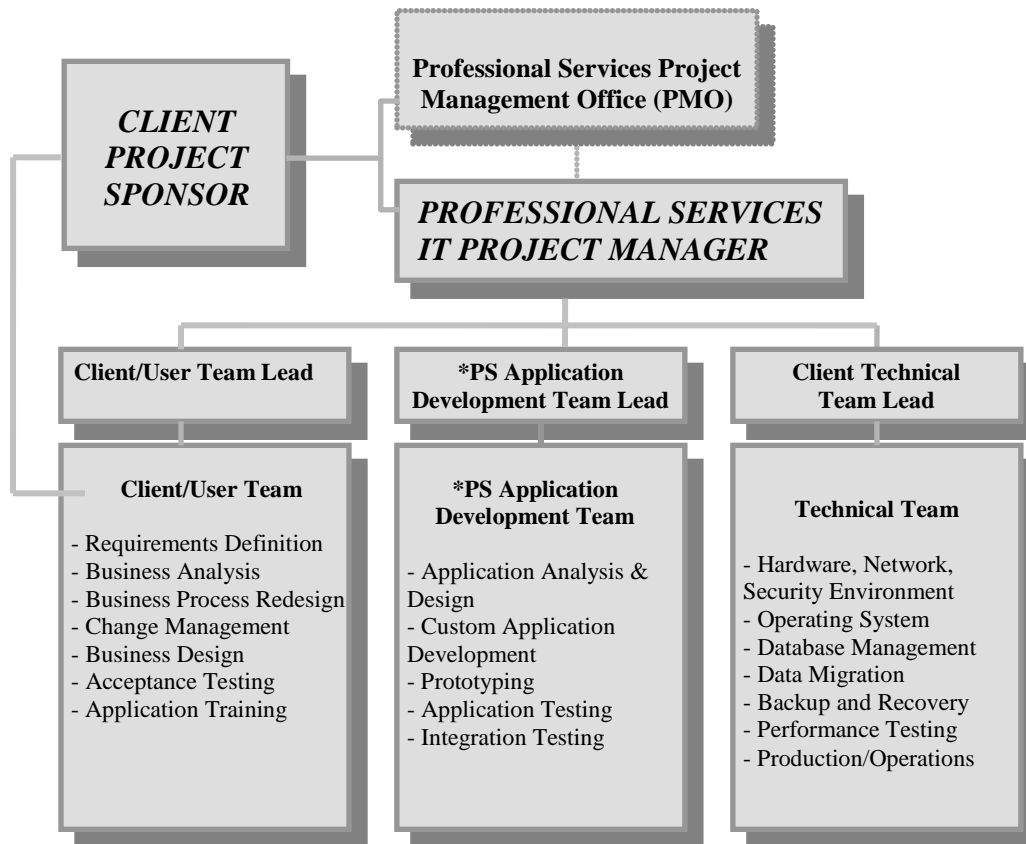 Professional Services Project
Management Office (PMO)
CLIENT
PROJECT
SPONSOR
PROFESSIONAL SERVICES
IT PROJECT MANAGER
Client/User Team Lead
*PS Application
Development Team Lead
Client Technical
Team Lead
Client/User Team
- Requirements Definition
- Business Analysis
- Business Process Redesign
- Change Management
- Business Design
- Acceptance Testing
- Application Training
*PS Application
Development Team
- Application Analysis &
Design
- Custom Application
Development
- Prototyping
- Application Testing
- Integration Testing
Technical Team
- Hardware, Network,
Security Environment
- Operating System
- Database Management
- Data Migration
- Backup and Recovery
- Performance Testing
- Production/Operations